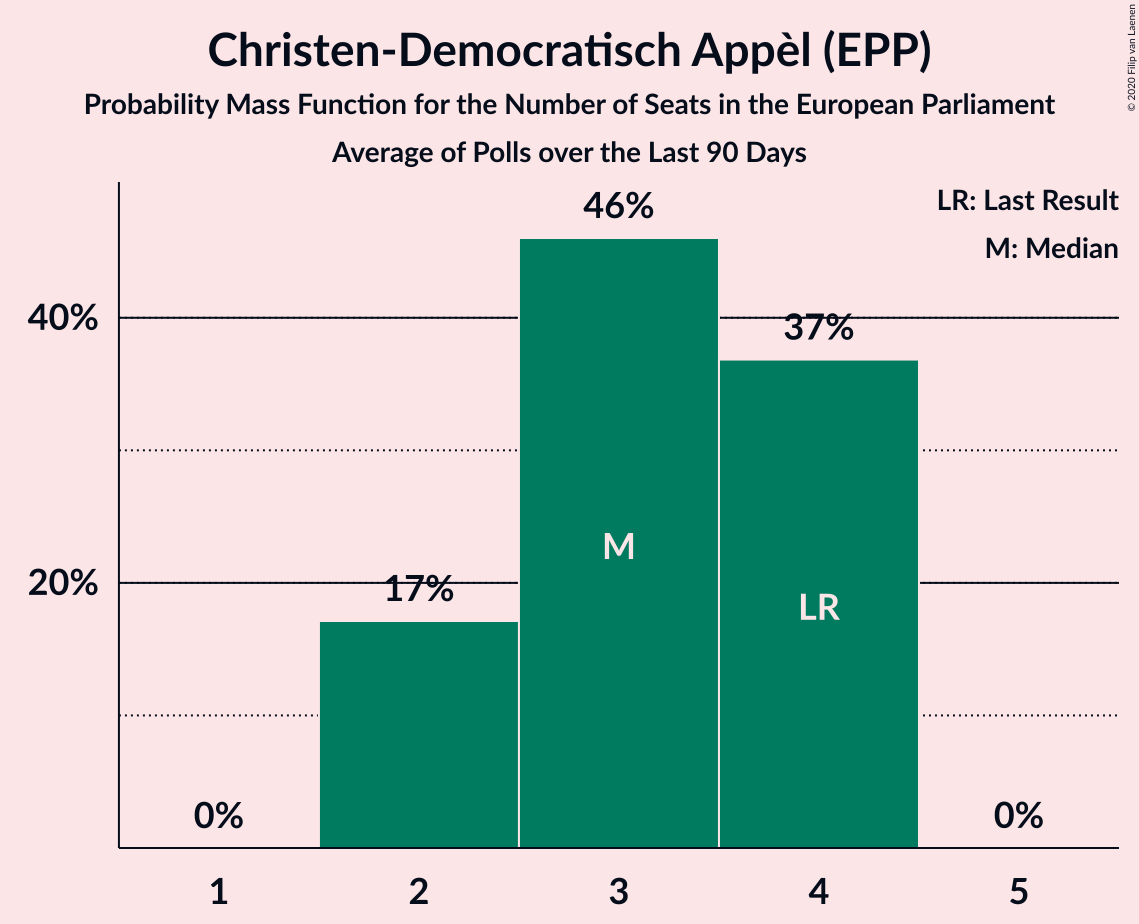 Christen-Democratisch Appèl (EPP)
Probability Mass Function for the Number of Seats in the European Parliament
Average of Polls over the Last 90 Days
© 2020 Filip van Laenen
LR: Last Result
M: Median
46%
40%
37%
M
20%
17%
LR
0%
0%
1 2 3 4 5